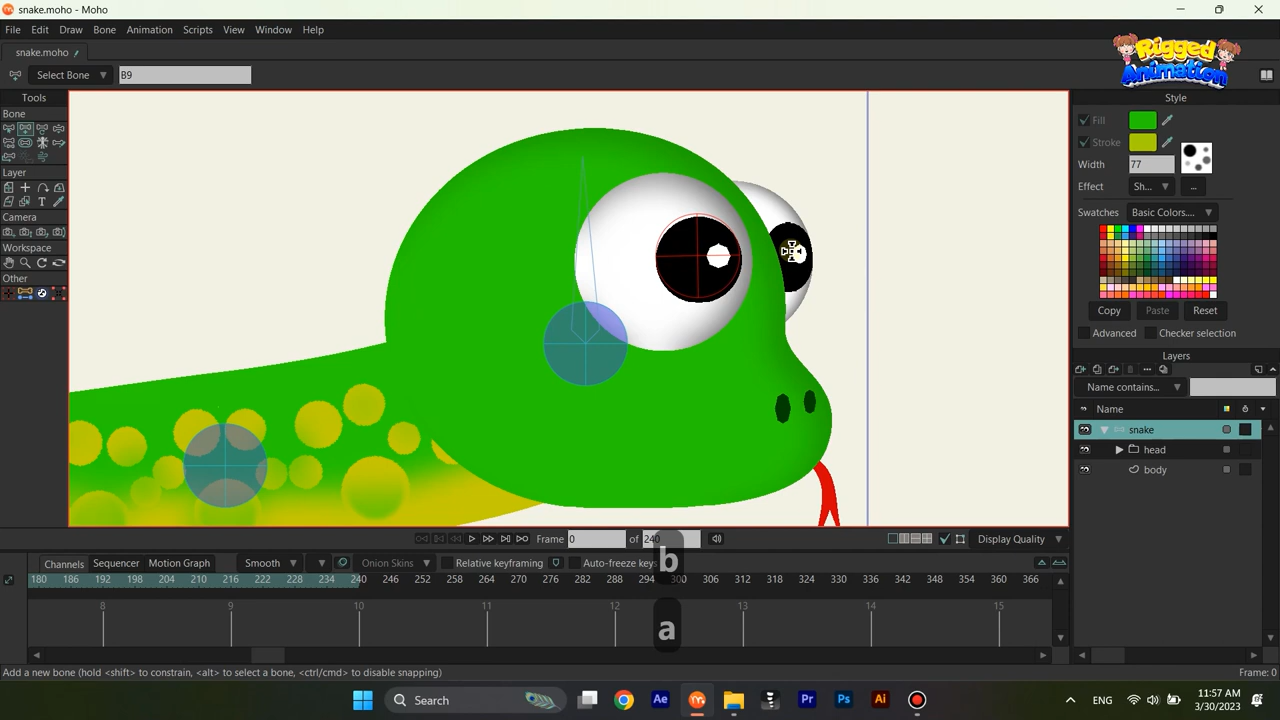 snake.moho - Moho
File Edit Draw Bone Animation Scripts View Window Help
snake.moho
Rigged
Animation
Select Bone B9
Tools
Bone
Layer
Camera
Workspace
Other
Style
Fill
Stroke
Width 77
Effect Sh... ...
Swatches Basic Colors....
Copy Paste Reset
Advanced Checker selection
Layers
Name contains...
Name
snake
head
body
Frame 0 of 240 Display Quality
b
a
Channels Sequencer Motion Graph Smooth Onion Skins Relative keyframing Auto-freeze keys
180 186 192 198 204 210 216 222 228 234 240 246 252 258 264 270 276 282 288 294 300 306 312 318 324 330 336 342 348 354 360 366
8 9 10 11 12 13 14 15
Add a new bone (hold <shift> to constrain, <alt> to select a bone, <ctrl/cmd> to disable snapping) Frame: 0
Search Ae Pr Ps Ai ENG 11:57 AM
3/30/2023